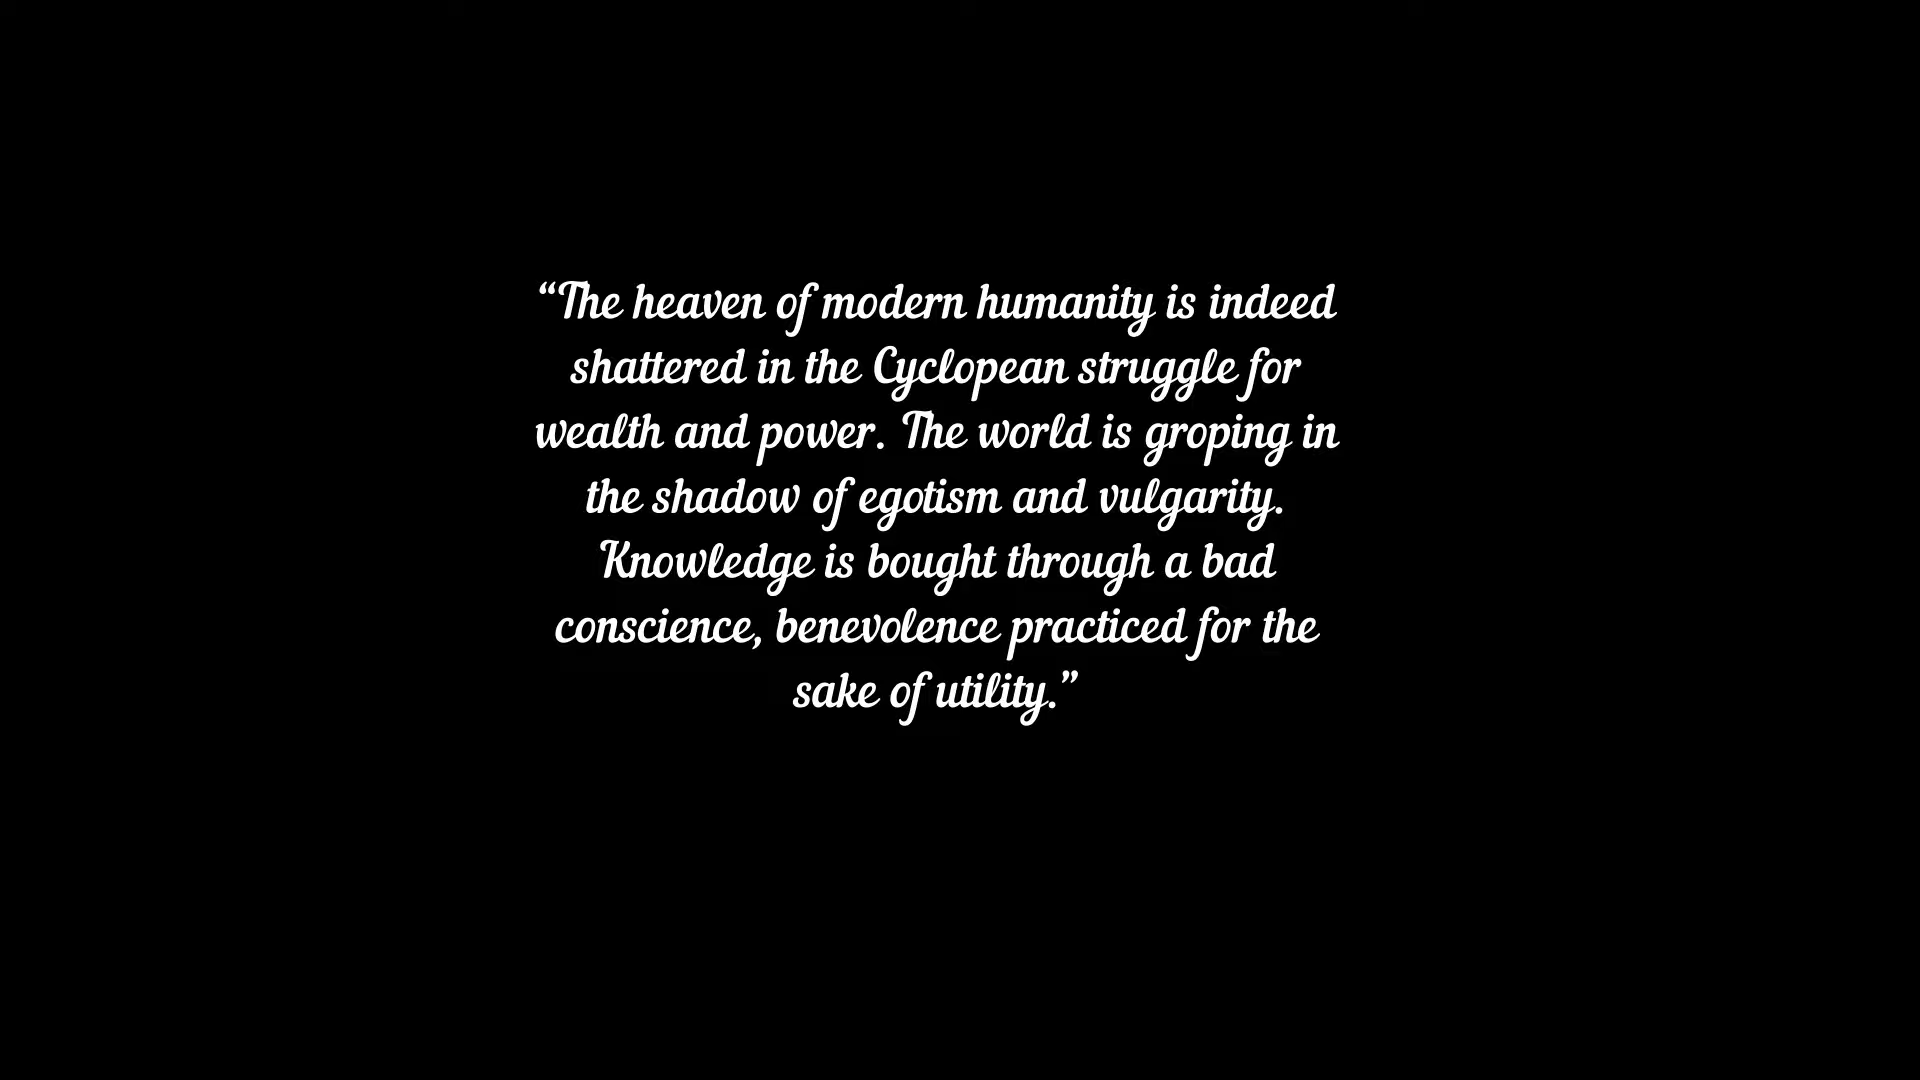 “The heaven of modern humanity is indeed
shattered in the Cyclopean struggle for
wealth and power. The world is groping in
the shadow of egotism and vulgarity.
Knowledge is bought through a bad
conscience, benevolence practiced for the
sake of utility.”